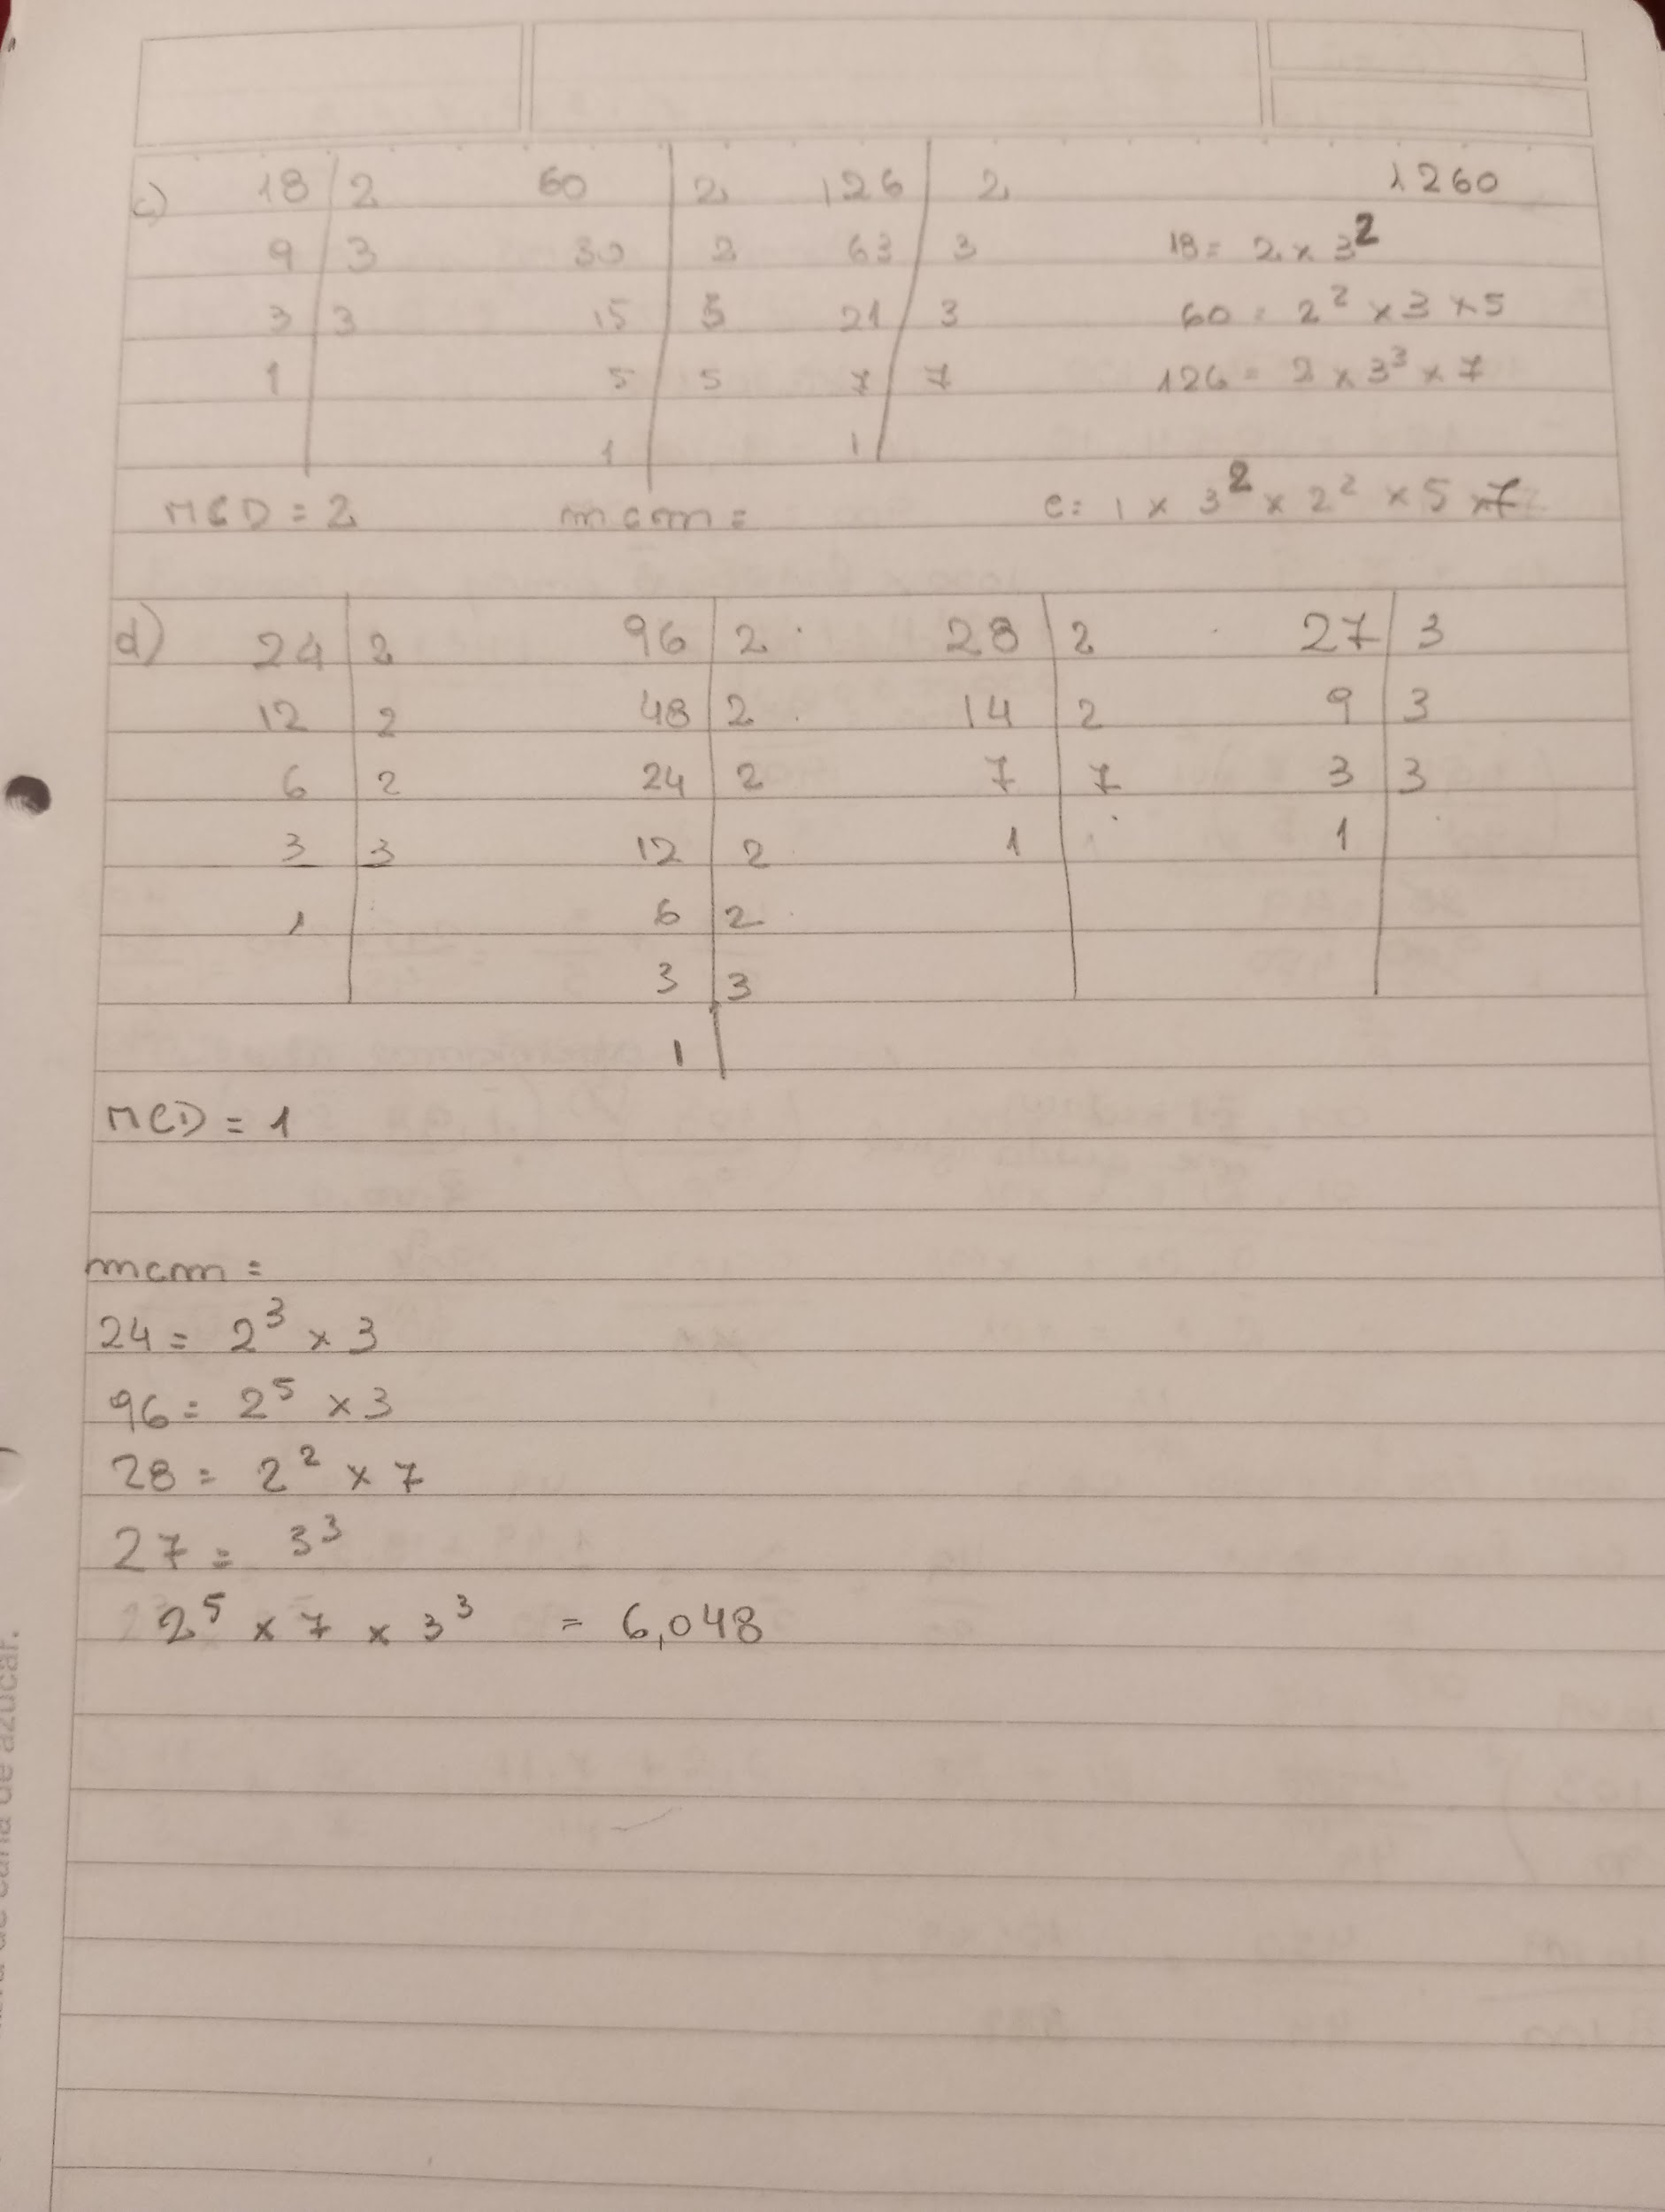 c) 18 | 2 60 | 2 126 | 2 1260
9 | 3 30 | 2 63 | 3 18 = 2 x 3²
3 | 3 15 | 3 21 | 3 60 = 2² x 3 x 5
1 | 5 | 5 7 | 7 126 = 2 x 3³ x 7
1 | 1 |
MCD = 2 mcm = C: 1 x 3² x 2² x 5 x 7
d) 24 | 2 96 | 2 28 | 2 27 | 3
12 | 2 48 | 2 14 | 2 9 | 3
6 | 2 24 | 2 7 | 7 3 | 3
3 | 3 12 | 2 1 | 1 |
1 | 6 | 2
3 | 3
1 |
MCD = 1
mcm =
24 = 2³ x 3
96 = 2⁵ x 3
28 = 2² x 7
27 = 3³
2⁵ x 7 x 3³ = 6,048
de caña de azúcar.